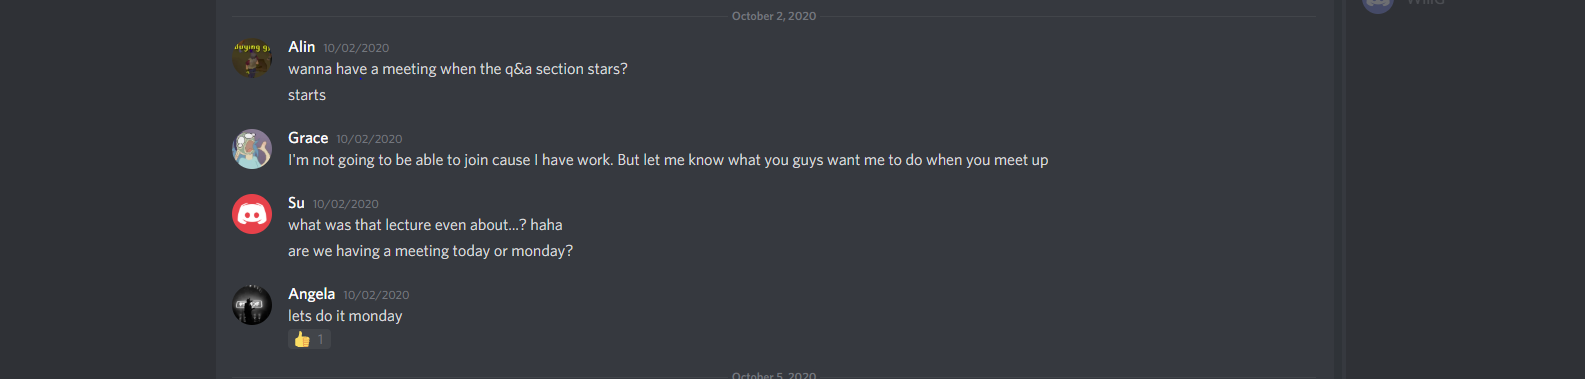 WillG
October 2, 2020
Alin 10/02/2020
wanna have a meeting when the q&a section stars?
starts
Grace 10/02/2020
I'm not going to be able to join cause I have work. But let me know what you guys want me to do when you meet up
Su 10/02/2020
what was that lecture even about...? haha
are we having a meeting today or monday?
Angela 10/02/2020
lets do it monday
👍 1
October 5, 2020